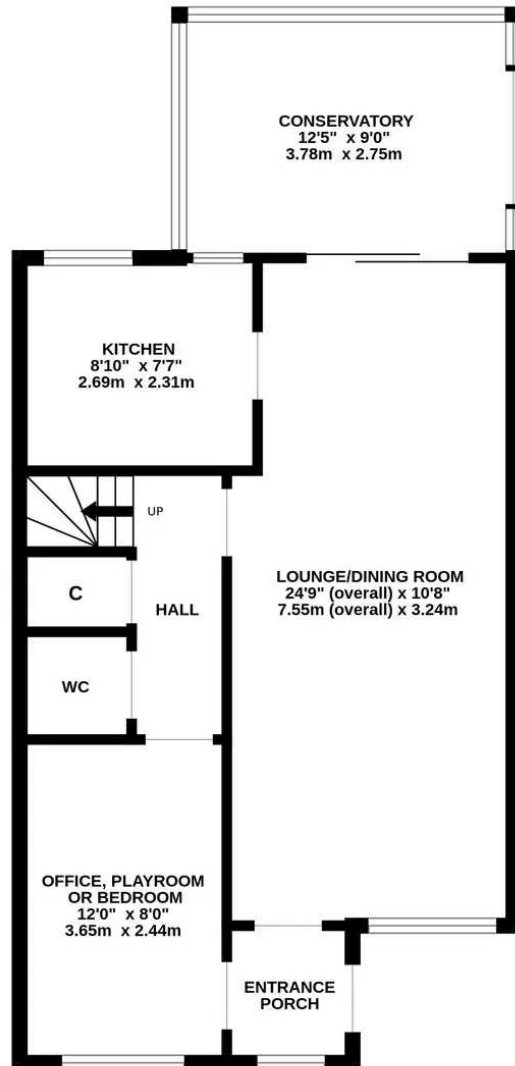 CONSERVATORY
12'5" x 9'0"
3.78m x 2.75m
KITCHEN
8'10" x 7'7"
2.69m x 2.31m
UP
C
HALL
LOUNGE/DINING ROOM
24'9" (overall) x 10'8"
7.55m (overall) x 3.24m
WC
OFFICE, PLAYROOM
OR BEDROOM
12'0" x 8'0"
3.65m x 2.44m
ENTRANCE
PORCH